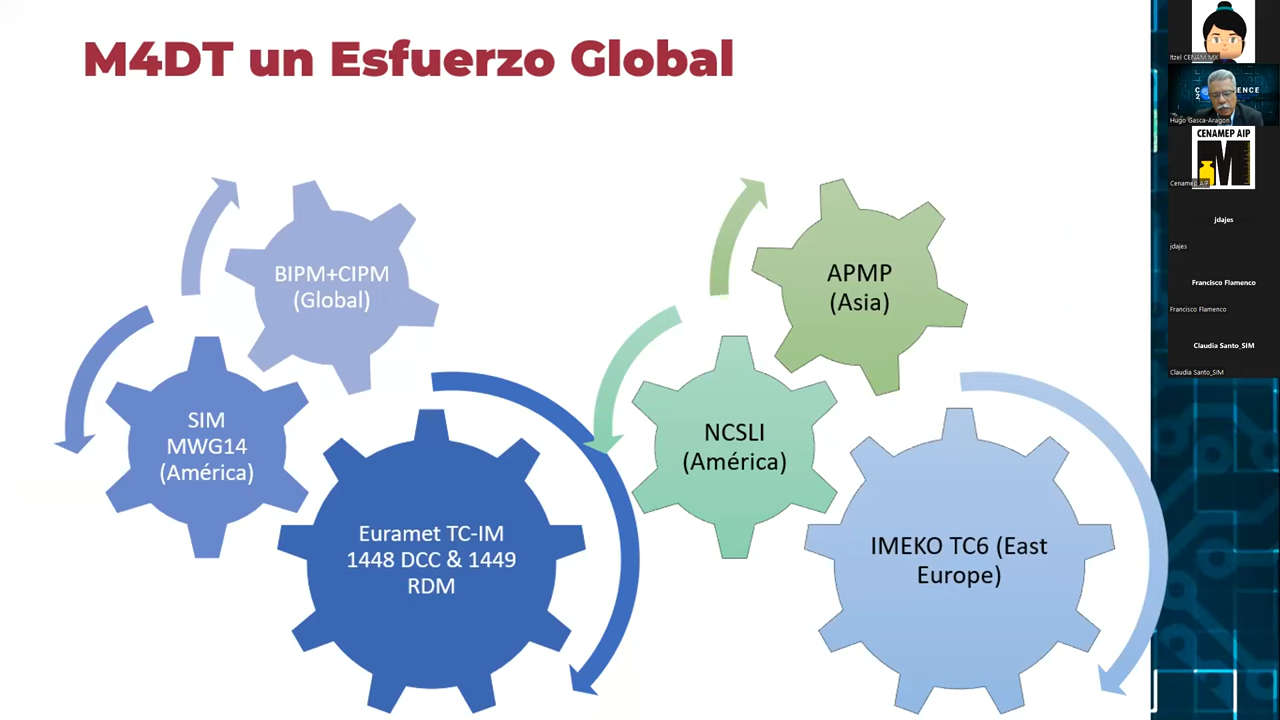 M4DT un Esfuerzo Global
BIPM+CIPM
(Global)
SIM
MWG14
(América)
Euramet TC-IM
1448 DCC & 1449
RDM
APMP
(Asia)
NCSLI
(América)
IMEKO TC6 (East
Europe)
Itzel CENAM MX
Hugo Gasca-Aragon
CENAMEP AIP
M
Cenamep AIP
jdajes
jdajes
Francisco Flamenco
Francisco Flamenco
Claudia Santo_SIM
Claudia Santo_SIM